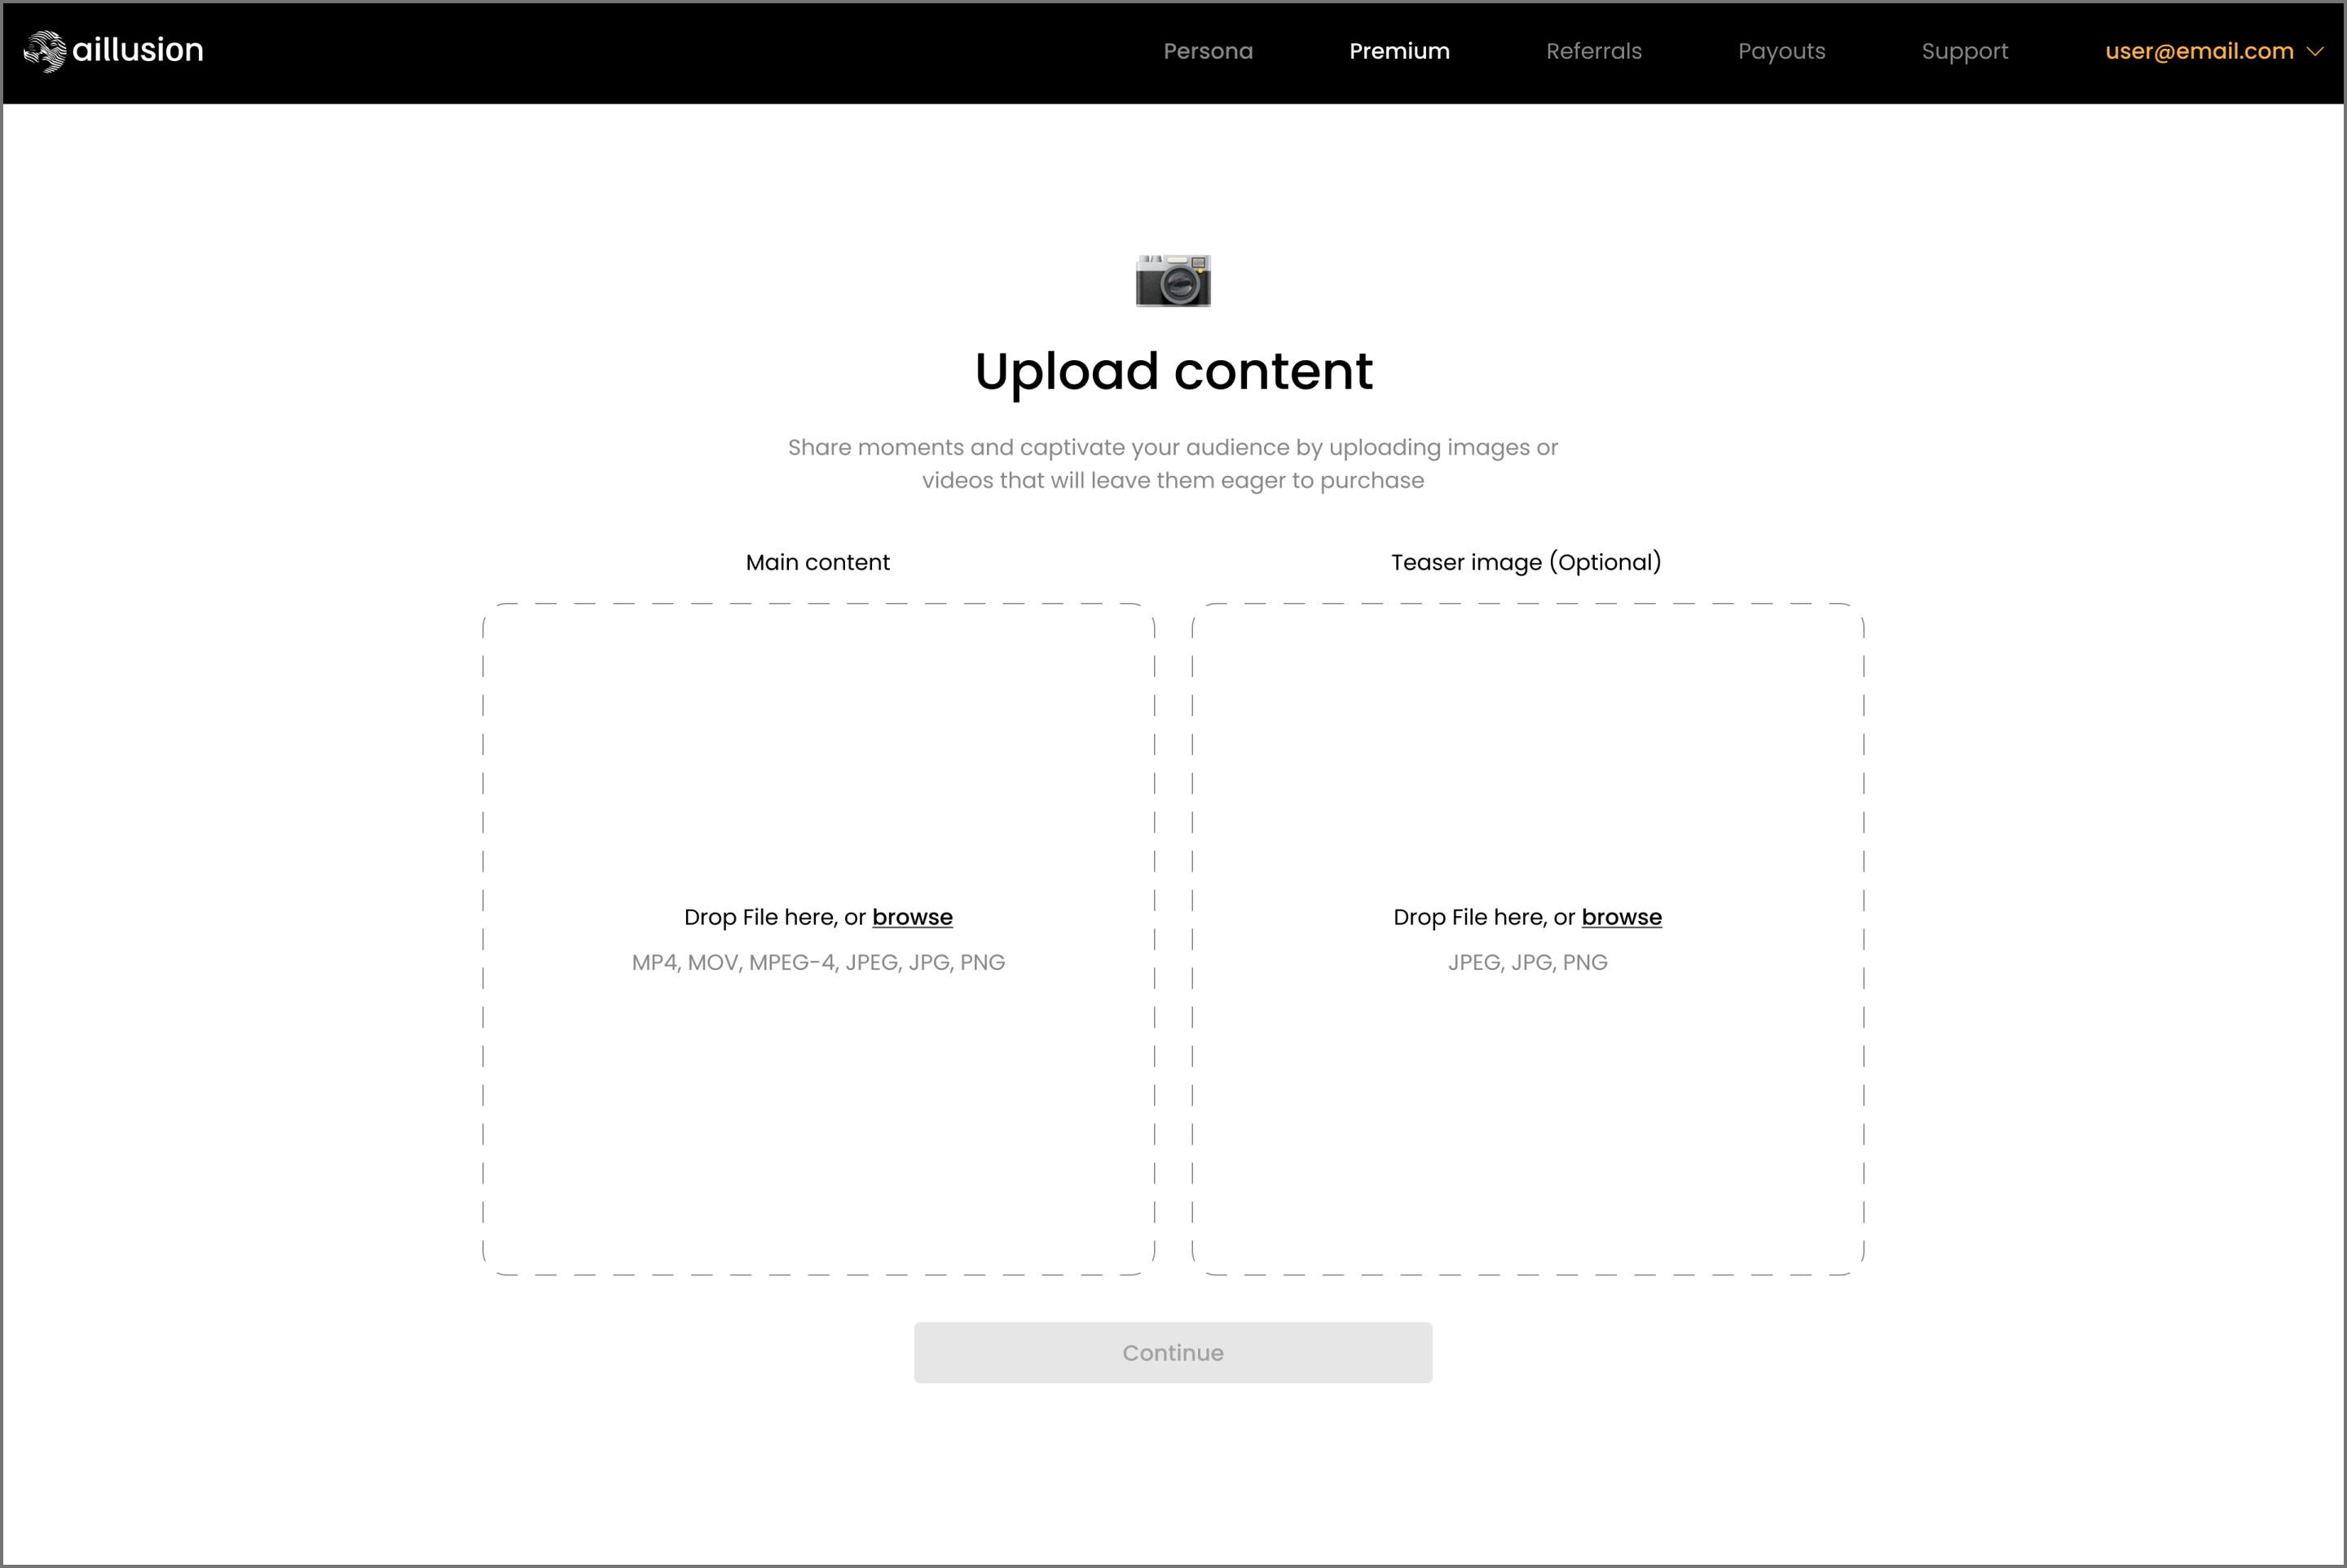 aillusion
Persona
Premium
Referrals
Payouts
Support
user@email.com
Upload content
Share moments and captivate your audience by uploading images or
videos that will leave them eager to purchase
Main content
Drop File here, or browse
MP4, MOV, MPEG-4, JPEG, JPG, PNG
Teaser image (Optional)
Drop File here, or browse
JPEG, JPG, PNG
Continue